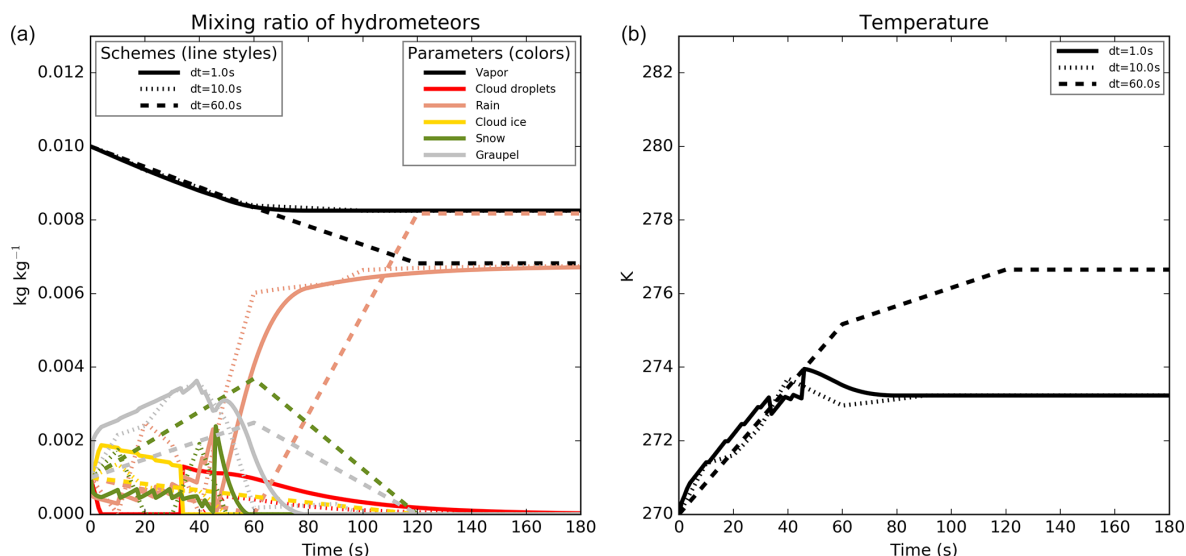 (a)
Mixing ratio of hydrometeors
kg kg⁻¹
0.012
0.010
0.008
0.006
0.004
0.002
0.000
Schemes (line styles)
dt=1.0s
dt=10.0s
dt=60.0s
Parameters (colors)
Vapor
Cloud droplets
Rain
Cloud ice
Snow
Graupel
0 20 40 60 80 100 120 140 160 180
Time (s)
(b)
Temperature
K
282
280
278
276
274
272
270
dt=1.0s
dt=10.0s
dt=60.0s
0 20 40 60 80 100 120 140 160 180
Time (s)